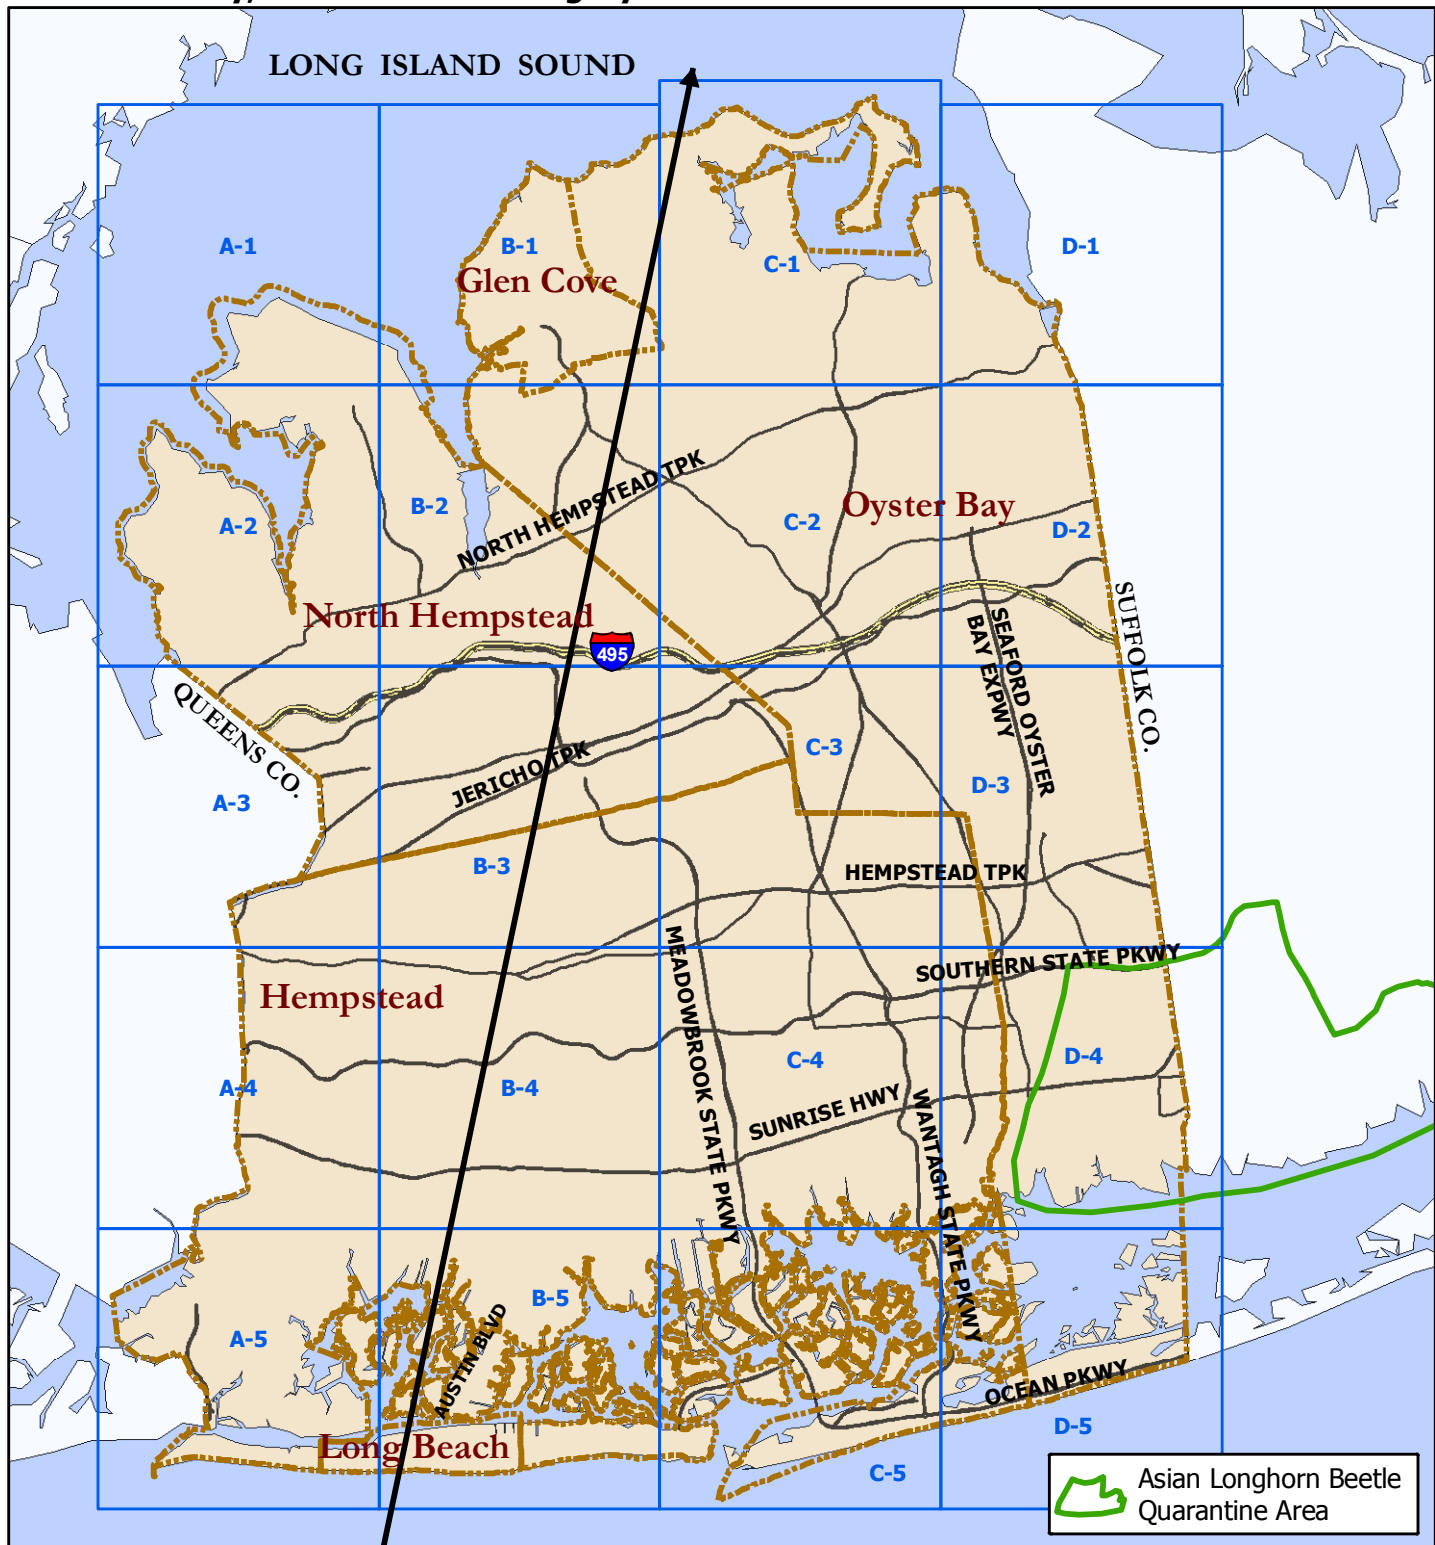 LONG ISLAND SOUND
A-1
B-1
C-1
D-1
Glen Cove
A-2
B-2
NORTH HEMPSTEAD TPK
C-2
Oyster Bay
D-2
North Hempstead
495
SUFFOLK CO.
SEAFORD OYSTER
BAY EXPWY
QUEENS CO.
A-3
JERICHO TPK
C-3
D-3
B-3
HEMPSTEAD TPK
MEADOWBROOK STATE PKWY
SOUTHERN STATE PKWY
Hempstead
A-4
B-4
C-4
D-4
SUNRISE HWY
WANTAGH STATE PKWY
A-5
B-5
AUSTIN BLVD
OCEAN PKWY
D-5
Long Beach
C-5
Asian Longhorn Beetle
Quarantine Area